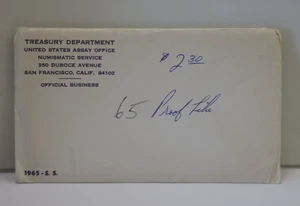 TREASURY DEPARTMENT
UNITED STATES ASSAY OFFICE
NUMISMATIC SERVICE
350 DUBOCE AVENUE
SAN FRANCISCO, CALIF. 94102
OFFICIAL BUSINESS
$ 2.30
65 Proof Like
1965 - S. S.